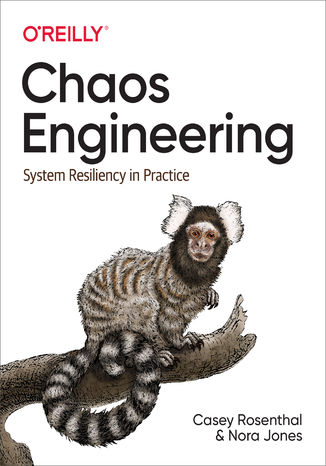 O'REILLY®
Chaos
Engineering
System Resiliency in Practice
Casey Rosenthal
& Nora Jones